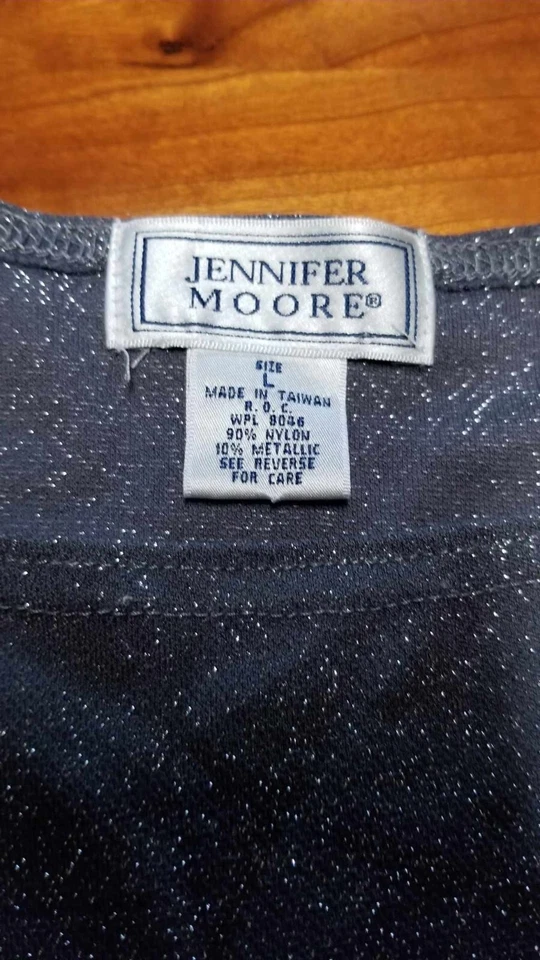 JENNIFER
MOORE®
SIZE
L
MADE IN TAIWAN
R.O.C.
WPL 8046
90% NYLON
10% METALLIC
SEE REVERSE
FOR CARE